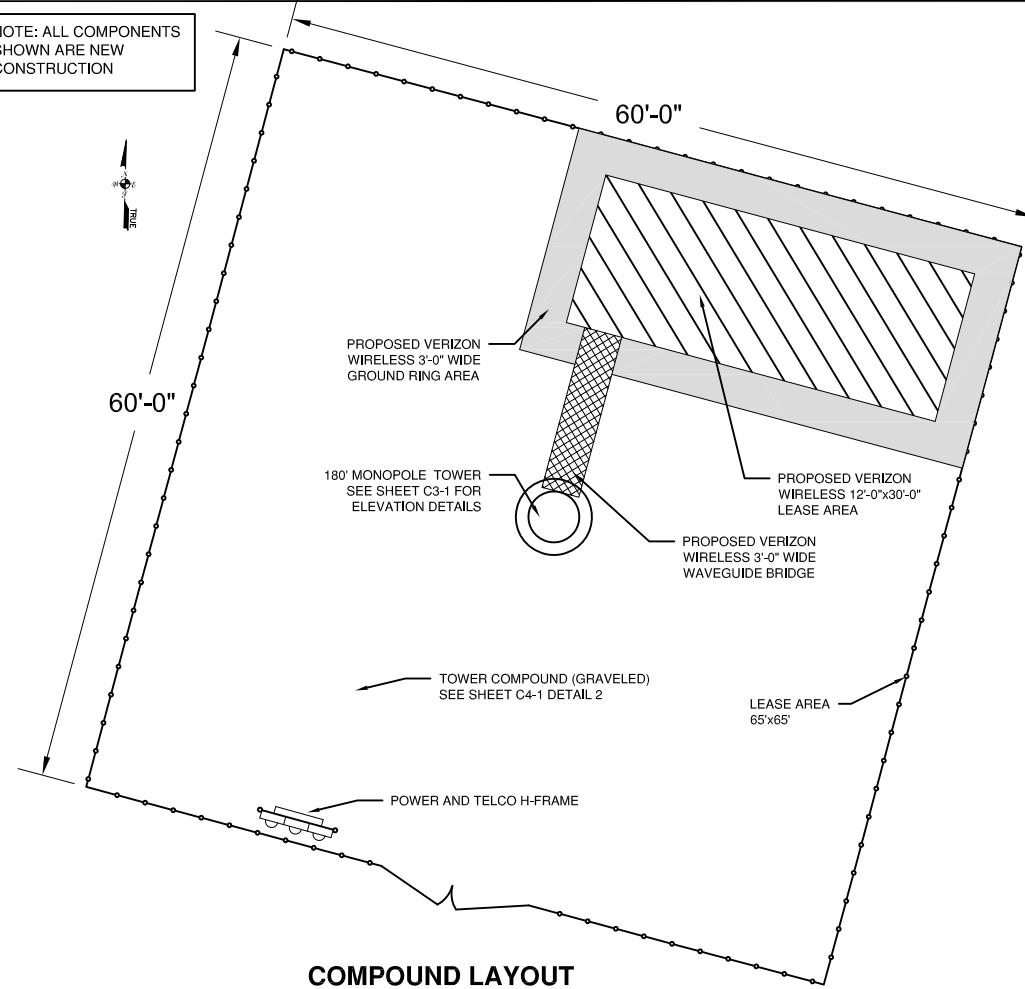 NOTE: ALL COMPONENTS
SHOWN ARE NEW
CONSTRUCTION
60'-0"
TRUE
PROPOSED VERIZON
WIRELESS 3'-0" WIDE
GROUND RING AREA
60'-0"
180' MONOPOLE TOWER
SEE SHEET C3-1 FOR
ELEVATION DETAILS
PROPOSED VERIZON
WIRELESS 12'-0"x30'-0"
LEASE AREA
PROPOSED VERIZON
WIRELESS 3'-0" WIDE
WAVEGUIDE BRIDGE
TOWER COMPOUND (GRAVELED)
SEE SHEET C4-1 DETAIL 2
LEASE AREA
65'x65'
POWER AND TELCO H-FRAME
COMPOUND LAYOUT